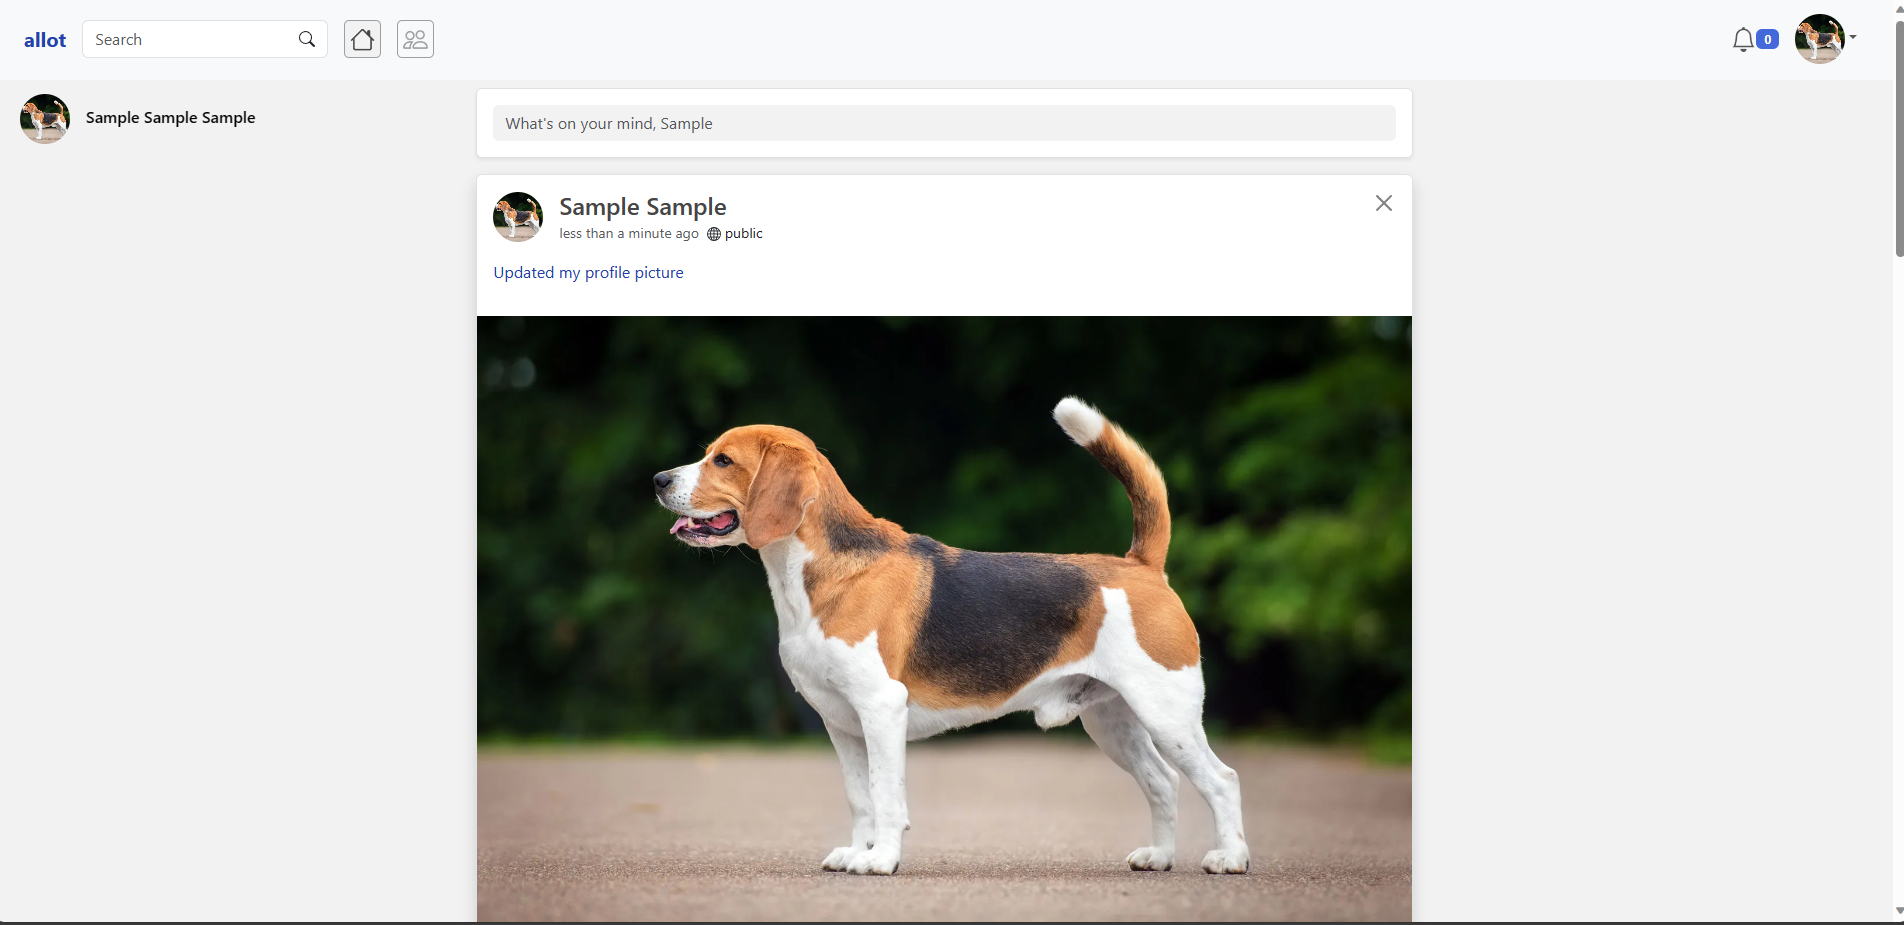 allot
Search
0
Sample Sample Sample
What's on your mind, Sample
Sample Sample
less than a minute ago public
Updated my profile picture